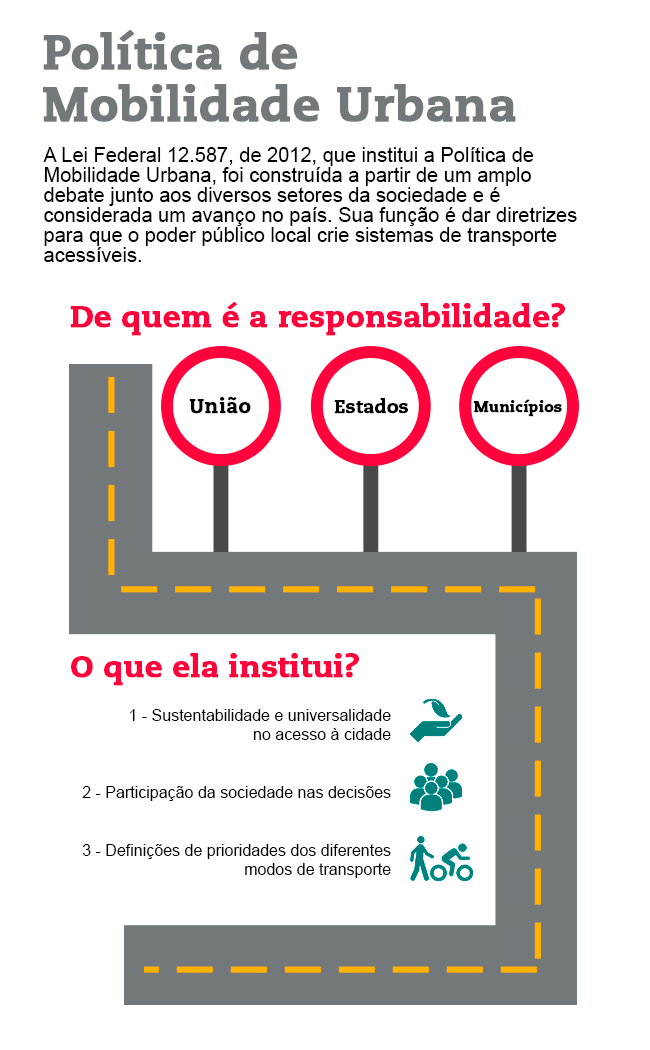 Política de
Mobilidade Urbana
A Lei Federal 12.587, de 2012, que institui a Política de
Mobilidade Urbana, foi construída a partir de um amplo
debate junto aos diversos setores da sociedade e é
considerada um avanço no país. Sua função é dar diretrizes
para que o poder público local crie sistemas de transporte
acessíveis.
De quem é a responsabilidade?
União
Estados
Municípios
O que ela institui?
1 - Sustentabilidade e universalidade
no acesso à cidade
2 - Participação da sociedade nas decisões
3 - Definições de prioridades dos diferentes
modos de transporte